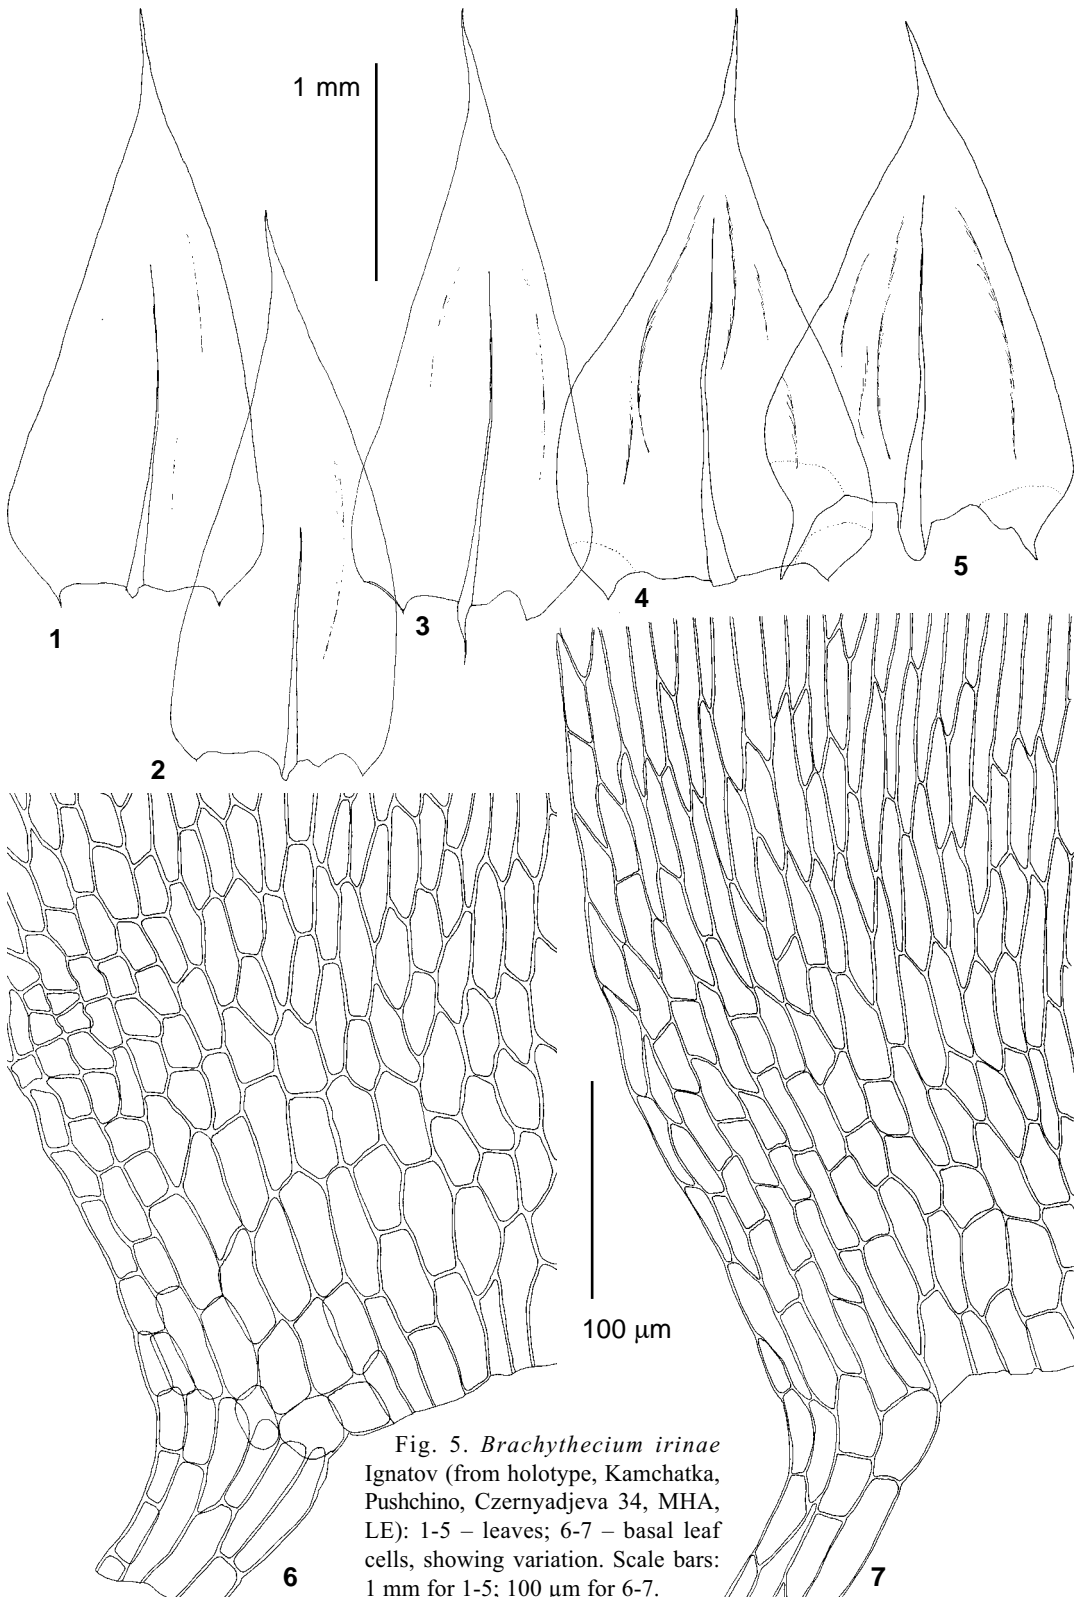 1 mm
1
2
3
4
5
100 µm
Fig. 5. Brachythecium irinae
Ignatov (from holotype, Kamchatka,
Pushchino, Czernyadjeva 34, MHA,
LE): 1-5 – leaves; 6-7 – basal leaf
cells, showing variation. Scale bars:
1 mm for 1-5; 100 µm for 6-7.
6
7